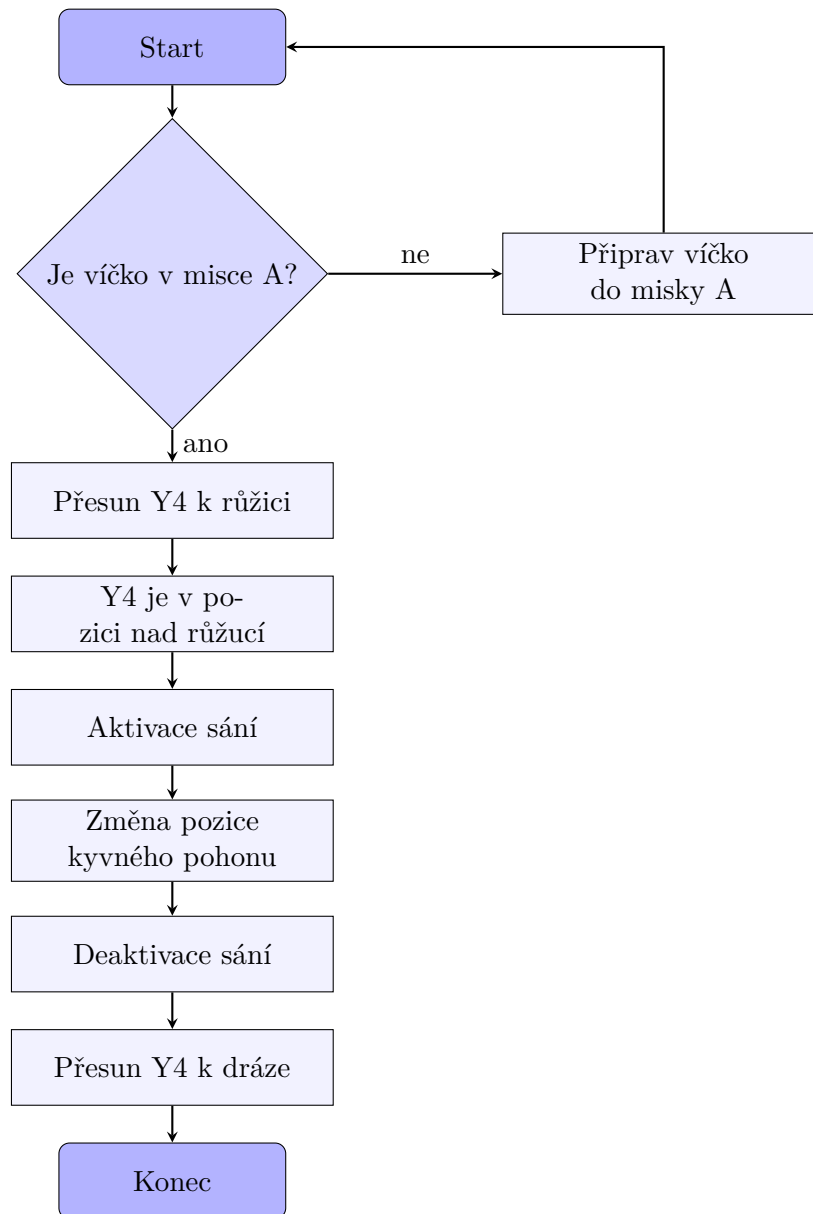 Start
Je víčko v misce A?
ne
Připrav víčko
do misky A
ano
Přesun Y4 k růžici
Y4 je v po-
zici nad růžucí
Aktivace sání
Změna pozice
kyvného pohonu
Deaktivace sání
Přesun Y4 k dráze
Konec